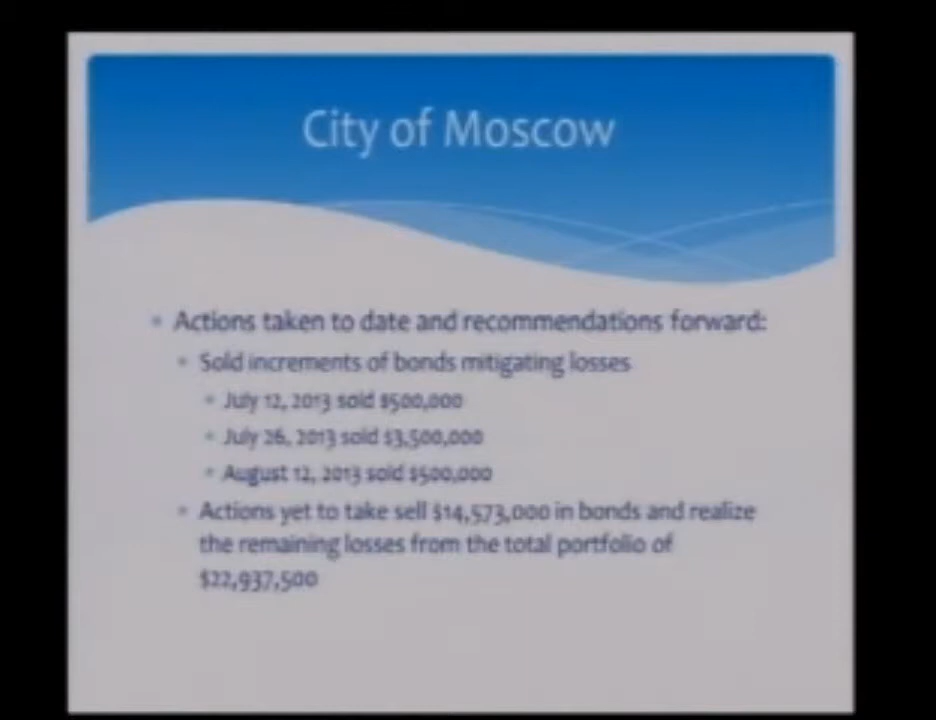 City of Moscow
Actions taken to date and recommendations forward:
Sold increments of bonds mitigating losses
July 12, 2013 sold $500,000
July 26, 2013 sold $3,500,000
August 12, 2013 sold $500,000
Actions yet to take sell $14,573,000 in bonds and realize
the remaining losses from the total portfolio of
$22,937,500